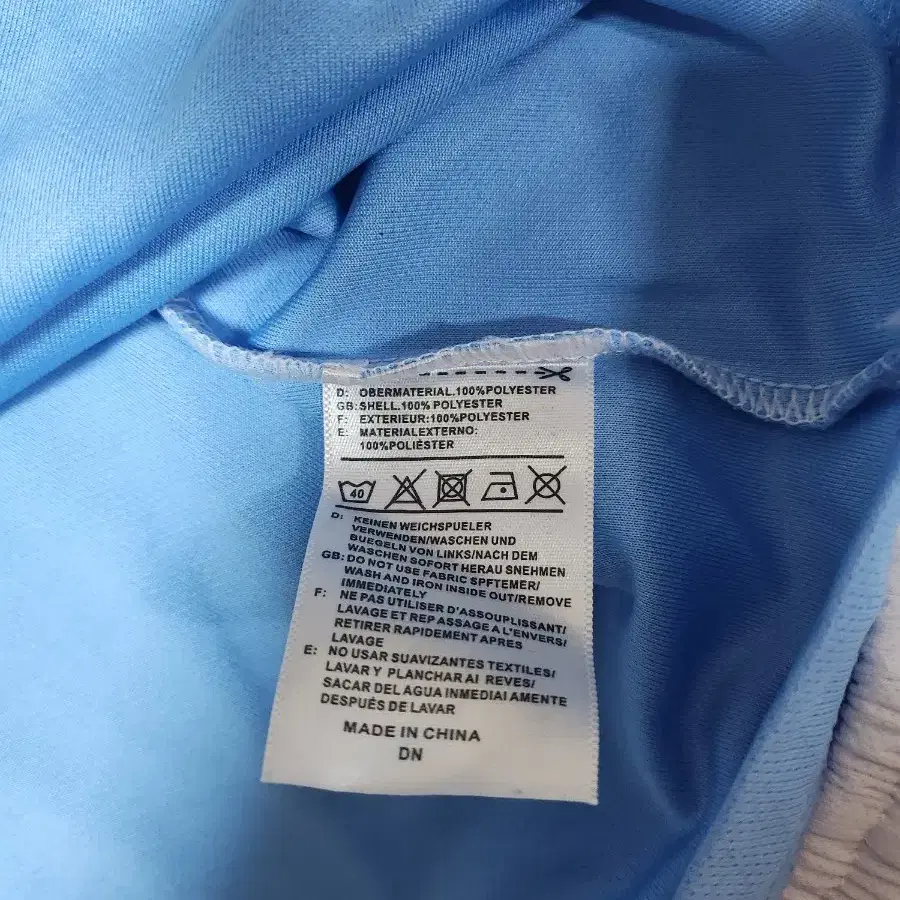 D: OBERMATERIAL.100%POLYESTER
GB:SHELL.100% POLYESTER
F: EXTERIEUR:100%POLYESTER
E: MATERIALEXTERNO:
100%POLIÉSTER
40
D: KEINEN WEICHSPUELER
VERWENDEN/WASCHEN UND
BUEGELN VON LINKS/NACH DEM
WASCHEN SOFORT HERAU SNEHMEN
GB: DO NOT USE FABRIC SPFTEMER/
WASH AND IRON INSIDE OUT/REMOVE
IMMEDIATELY
F: NE PAS UTILISER D'ASSOUPLISSANT/
LAVAGE ET REP ASSAGE A L'ENVERS/
RETIRER RAPIDEMENT APRES
LAVAGE
E: NO USAR SUAVIZANTES TEXTILES/
LAVAR Y PLANCHAR AI REVES/
SACAR DEL AGUA INMEDIAI AMENTE
DESPUÉS DE LAVAR
MADE IN CHINA
DN